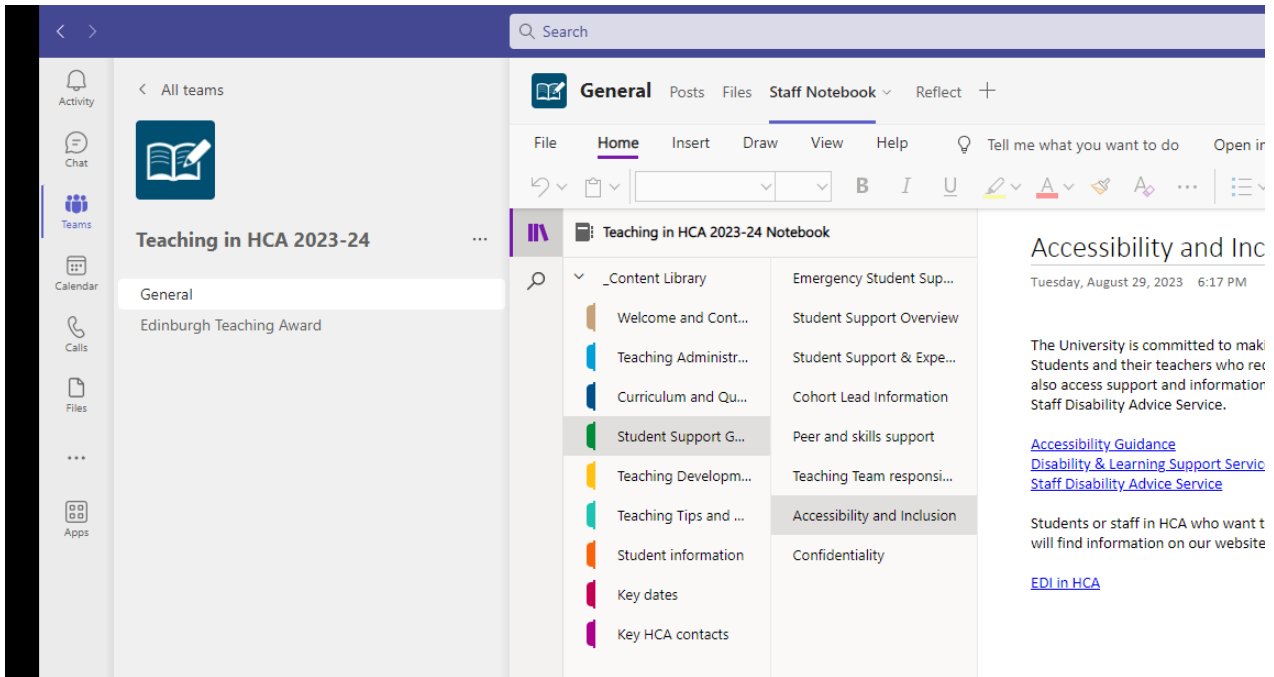 Search
Activity
Chat
Teams
Calendar
Calls
Files
Apps
All teams
Teaching in HCA 2023-24
General
Edinburgh Teaching Award
General Posts Files Staff Notebook Reflect
File Home Insert Draw View Help Tell me what you want to do Open in
B I U A A
Teaching in HCA 2023-24 Notebook
_Content Library
Welcome and Cont...
Teaching Administr...
Curriculum and Qu...
Student Support G...
Teaching Developm...
Teaching Tips and ...
Student information
Key dates
Key HCA contacts
Emergency Student Sup...
Student Support Overview
Student Support & Expe...
Cohort Lead Information
Peer and skills support
Teaching Team responsi...
Accessibility and Inclusion
Confidentiality
Accessibility and Inc
Tuesday, August 29, 2023 6:17 PM
The University is committed to maki
Students and their teachers who re
also access support and information
Staff Disability Advice Service.
Accessibility Guidance
Disability & Learning Support Servic
Staff Disability Advice Service
Students or staff in HCA who want t
will find information on our website
EDI in HCA